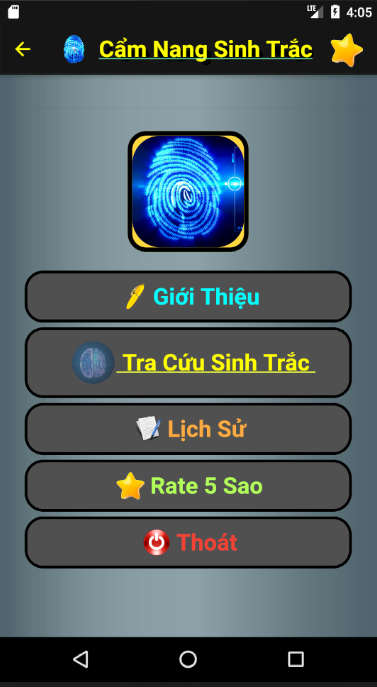 LTE 4:05
Cẩm Nang Sinh Trắc
Giới Thiệu
Tra Cứu Sinh Trắc
Lịch Sử
Rate 5 Sao
Thoát